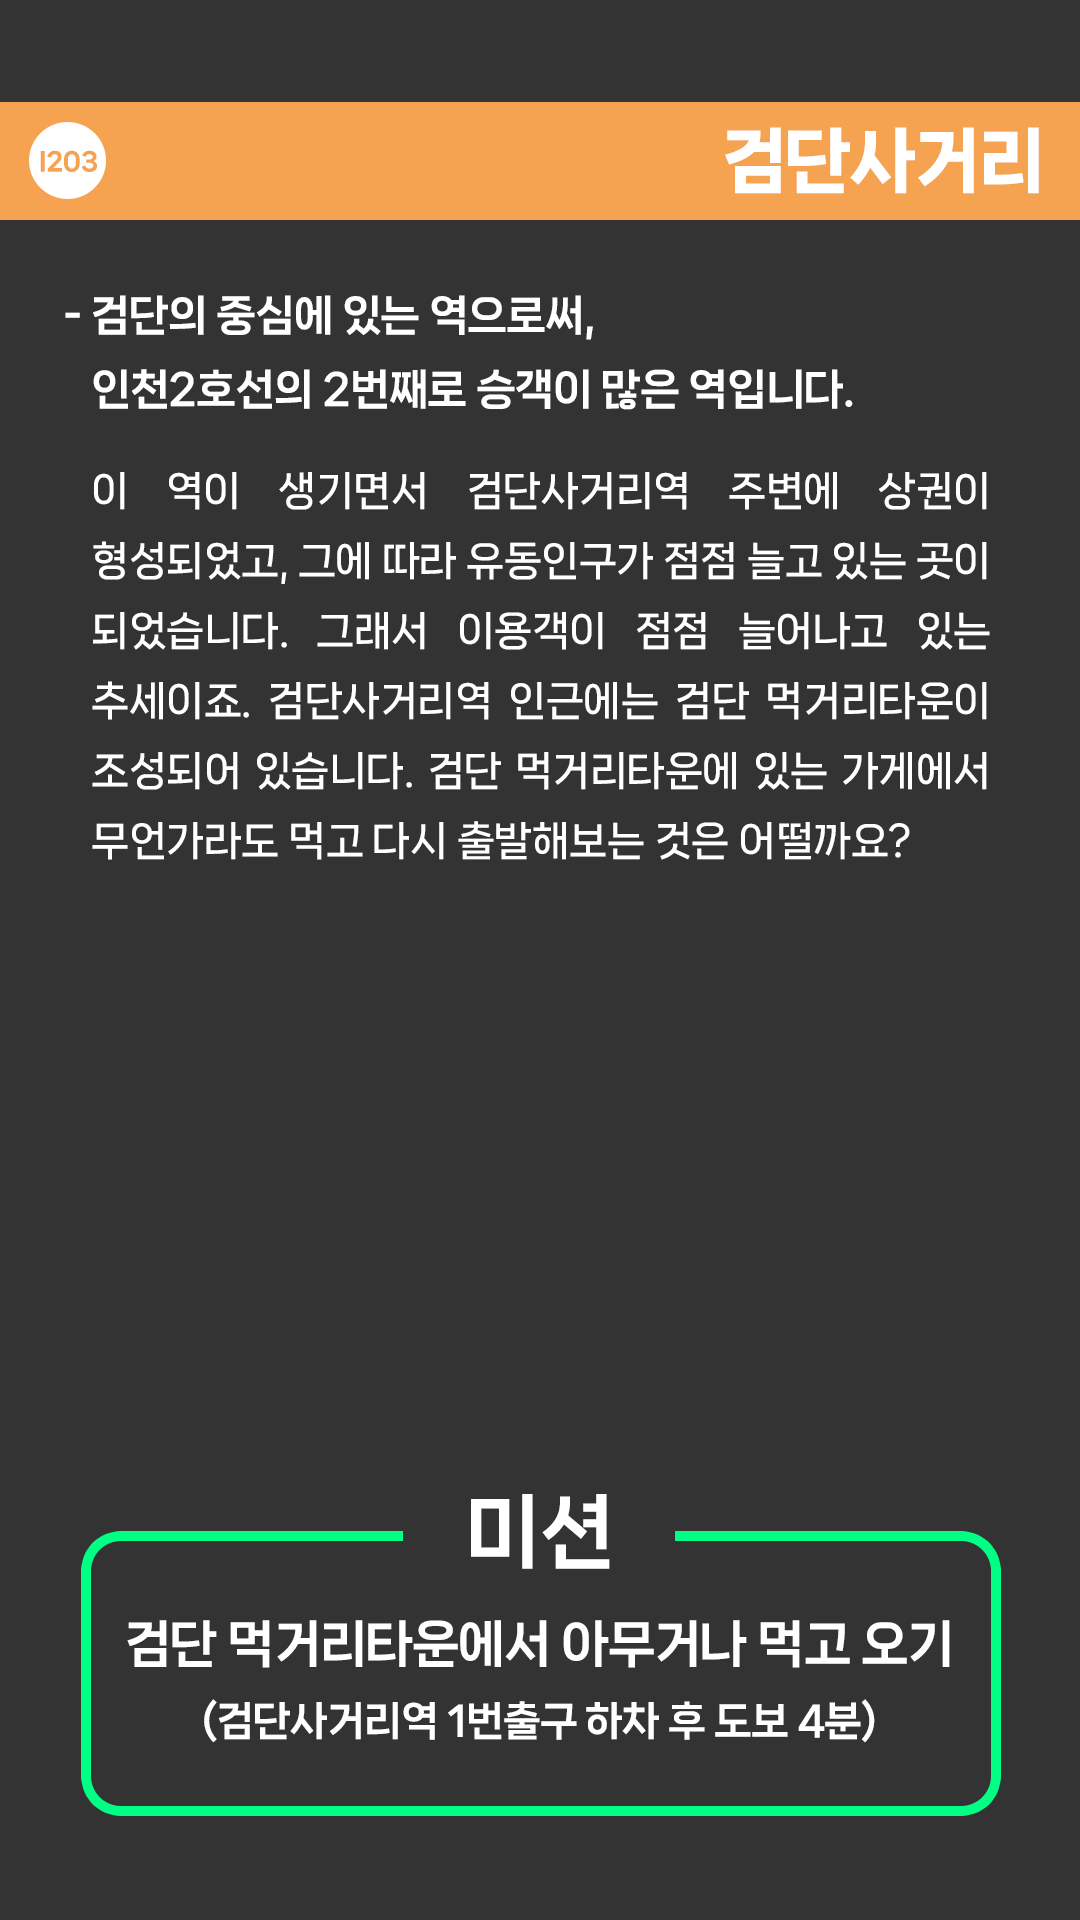 I203
검단사거리
- 검단의 중심에 있는 역으로써,
인천2호선의 2번째로 승객이 많은 역입니다.
이 역이 생기면서 검단사거리역 주변에 상권이
형성되었고, 그에 따라 유동인구가 점점 늘고 있는 곳이
되었습니다. 그래서 이용객이 점점 늘어나고 있는
추세이죠. 검단사거리역 인근에는 검단 먹거리타운이
조성되어 있습니다. 검단 먹거리타운에 있는 가게에서
무언가라도 먹고 다시 출발해보는 것은 어떨까요?
미션
검단 먹거리타운에서 아무거나 먹고 오기
(검단사거리역 1번출구 하차 후 도보 4분)